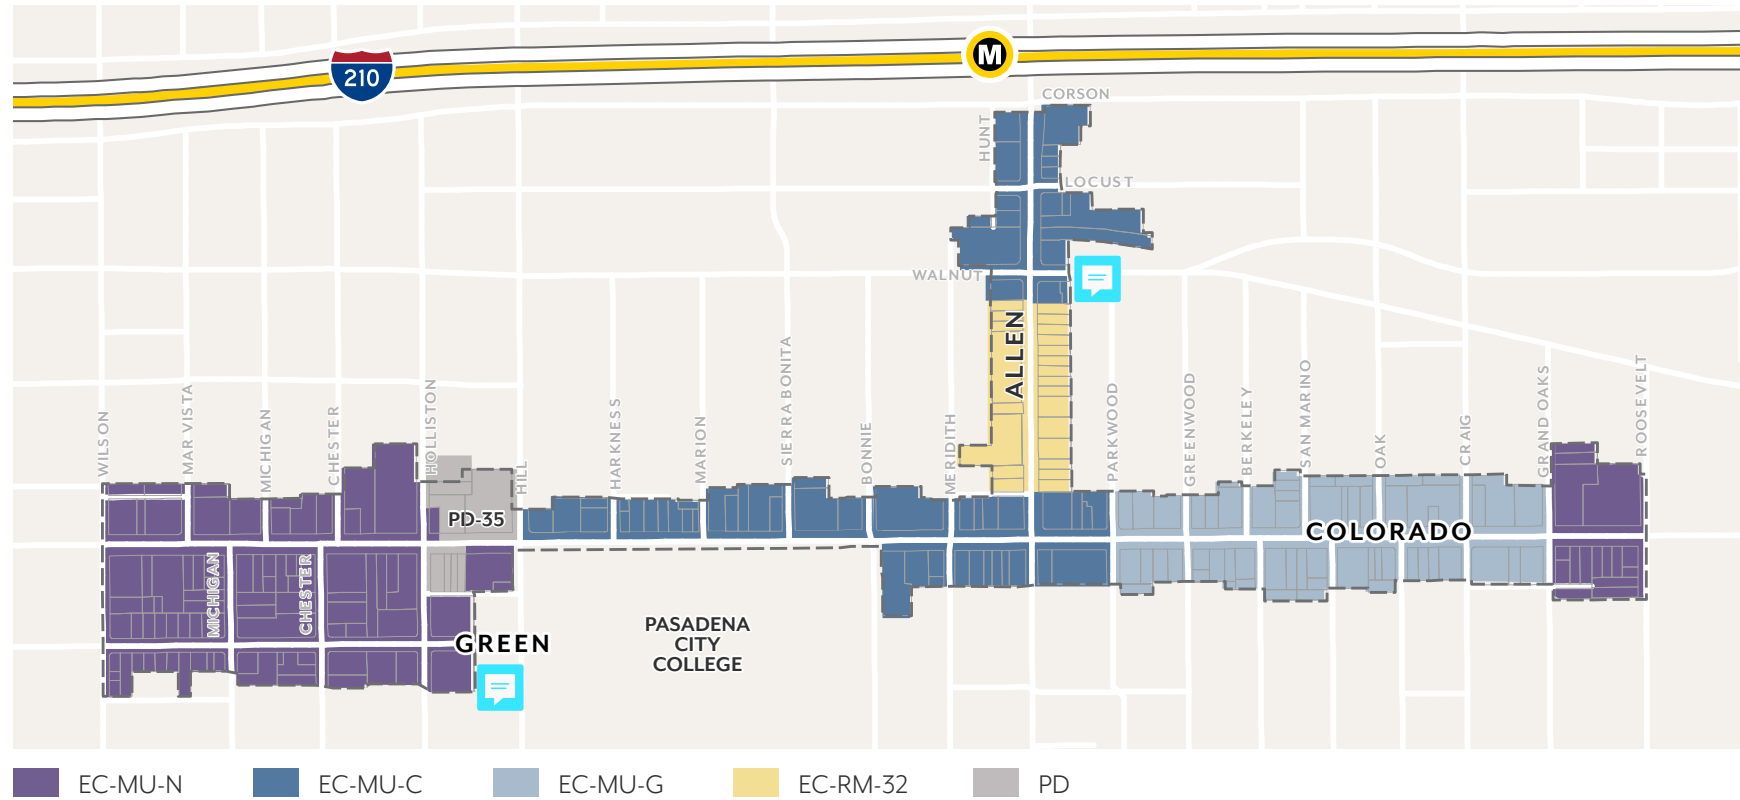 210
M
CORSON
HUNT
LOCUST
WALNUT
ALLEN
WILSON
MAR VISTA
MICHIGAN
CHESTER
HOLLISTON
HILL
HARKNESS
MARION
SIERRA BONITA
BONNIE
MERIDITH
PARKWOOD
GREENWOOD
BERKELEY
SAN MARINO
OAK
CRAIG
GRAND OAKS
ROOSEVELT
PD-35
COLORADO
MICHIGAN
CHESTER
GREEN
PASADENA
CITY
COLLEGE
EC-MU-N
EC-MU-C
EC-MU-G
EC-RM-32
PD